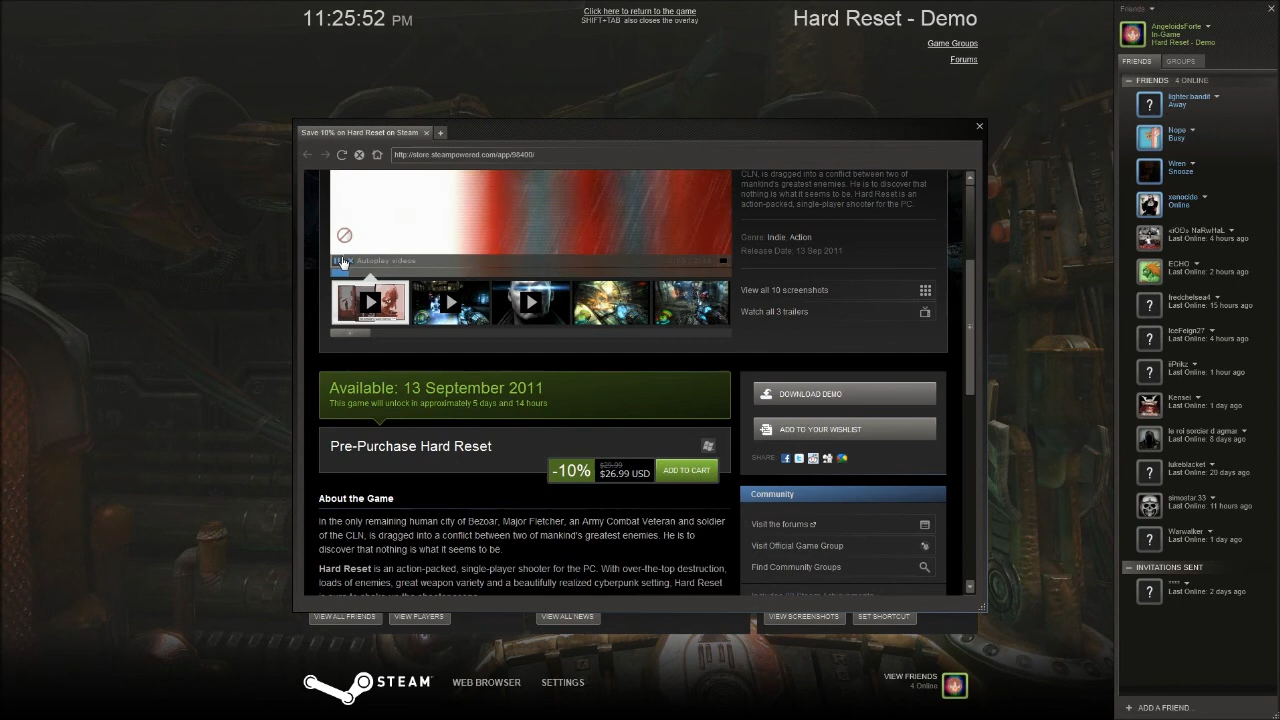 11:25:52 PM
Click here to return to the game
SHIFT+TAB also closes the overlay
Hard Reset - Demo
Game Groups
Forums
Save 10% on Hard Reset on Steam
http://store.steampowered.com/app/98400/
Autoplay videos
CLN, is dragged into a conflict between two of
mankind's greatest enemies. He is to discover that
nothing is what it seems to be. Hard Reset is an
action-packed, single-player shooter for the PC.
Genre: Indie, Action
Release Date: 13 Sep 2011
View all 10 screenshots
Watch all 3 trailers
Available: 13 September 2011
This game will unlock in approximately 5 days and 14 hours
Pre-Purchase Hard Reset
-10%
$29.99
$26.99 USD
ADD TO CART
About the Game
In the only remaining human city of Bezoar, Major Fletcher, an Army Combat Veteran and soldier
of the CLN, is dragged into a conflict between two of mankind's greatest enemies. He is to
discover that nothing is what it seems to be.
Hard Reset is an action-packed, single-player shooter for the PC. With over-the-top destruction,
loads of enemies, great weapon variety and a beautifully realized cyberpunk setting, Hard Reset
DOWNLOAD DEMO
ADD TO YOUR WISHLIST
SHARE:
Community
Visit the forums
Visit Official Game Group
Find Community Groups
VIEW ALL FRIENDS
VIEW PLAYERS
VIEW ALL NEWS
VIEW SCREENSHOTS
SET SHORTCUT
STEAM
WEB BROWSER
SETTINGS
VIEW FRIENDS
4 Online
Friends
AngeloidsForte
In-Game
Hard Reset - Demo
FRIENDS
GROUPS
FRIENDS 4 ONLINE
lighter.bandit
Away
Nope
Busy
Wren
Snooze
xenocide
Online
«iOD» NaRwHaL
Last Online: 4 hours ago
ECHO
Last Online: 2 hours ago
fredchelsea4
Last Online: 15 hours ago
IceFeign27
Last Online: 4 hours ago
iiPrikz
Last Online: 1 hour ago
Kensei
Last Online: 1 day ago
le roi sorcier d agmar
Last Online: 8 days ago
lukeblacket
Last Online: 20 days ago
simostar.33
Last Online: 11 hours ago
Warwalker
Last Online: 1 day ago
INVITATIONS SENT
****
Last Online: 2 days ago
ADD A FRIEND...